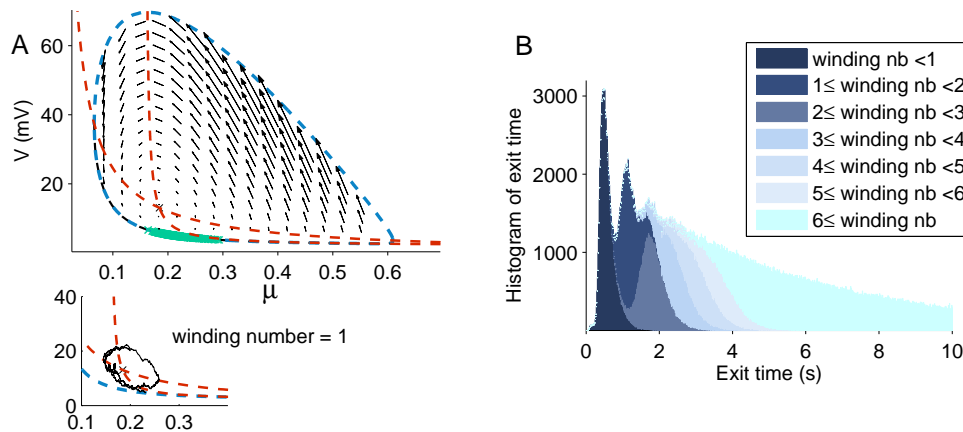 A
V (mV)
60
40
20
0.1 0.2 0.3 0.4 0.5 0.6
μ
40
20
0
0.1 0.2 0.3
winding number = 1
B
Histogram of exit time
3000
2000
1000
0 2 4 6 8 10
Exit time (s)
winding nb <1
1≤ winding nb <2
2≤ winding nb <3
3≤ winding nb <4
4≤ winding nb <5
5≤ winding nb <6
6≤ winding nb